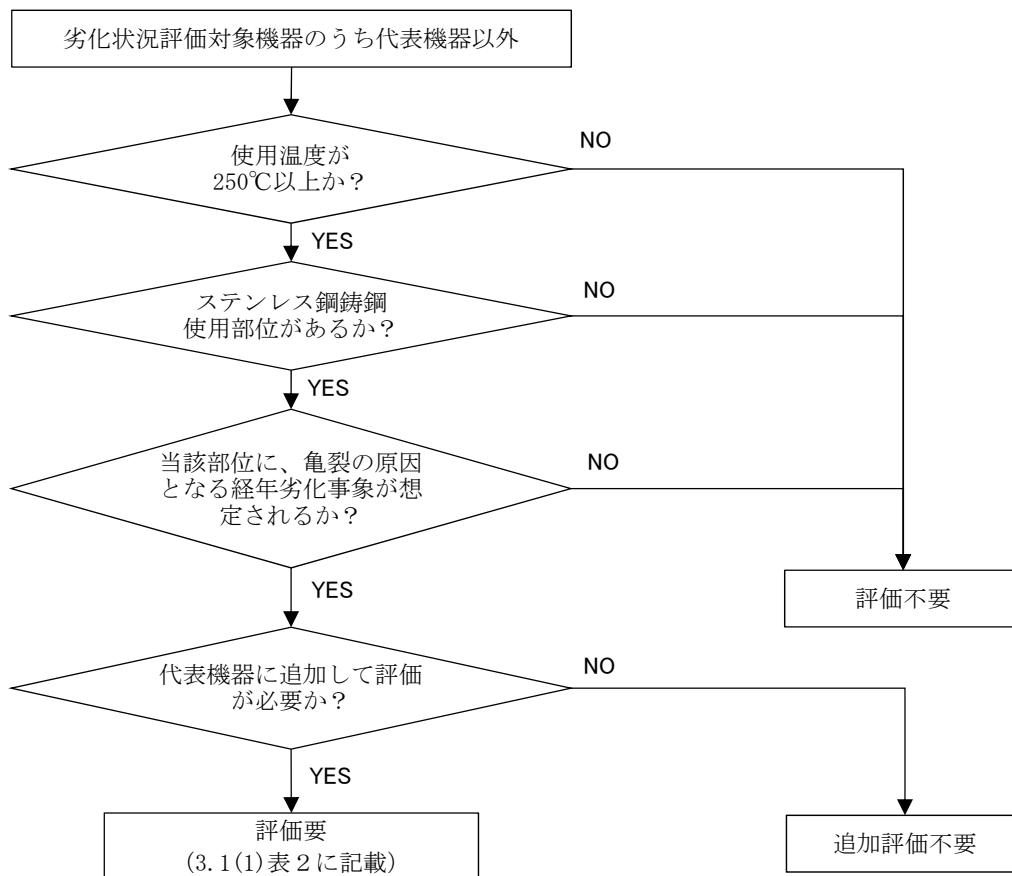 劣化状況評価対象機器のうち代表機器以外
使用温度が
250℃以上か？
NO
YES
ステンレス鋼鋳鋼
使用部位があるか？
NO
YES
当該部位に、亀裂の原因
となる経年劣化事象が想
定されるか？
NO
YES
評価不要
代表機器に追加して評価
が必要か？
NO
YES
評価要
(3.1(1)表２に記載)
追加評価不要